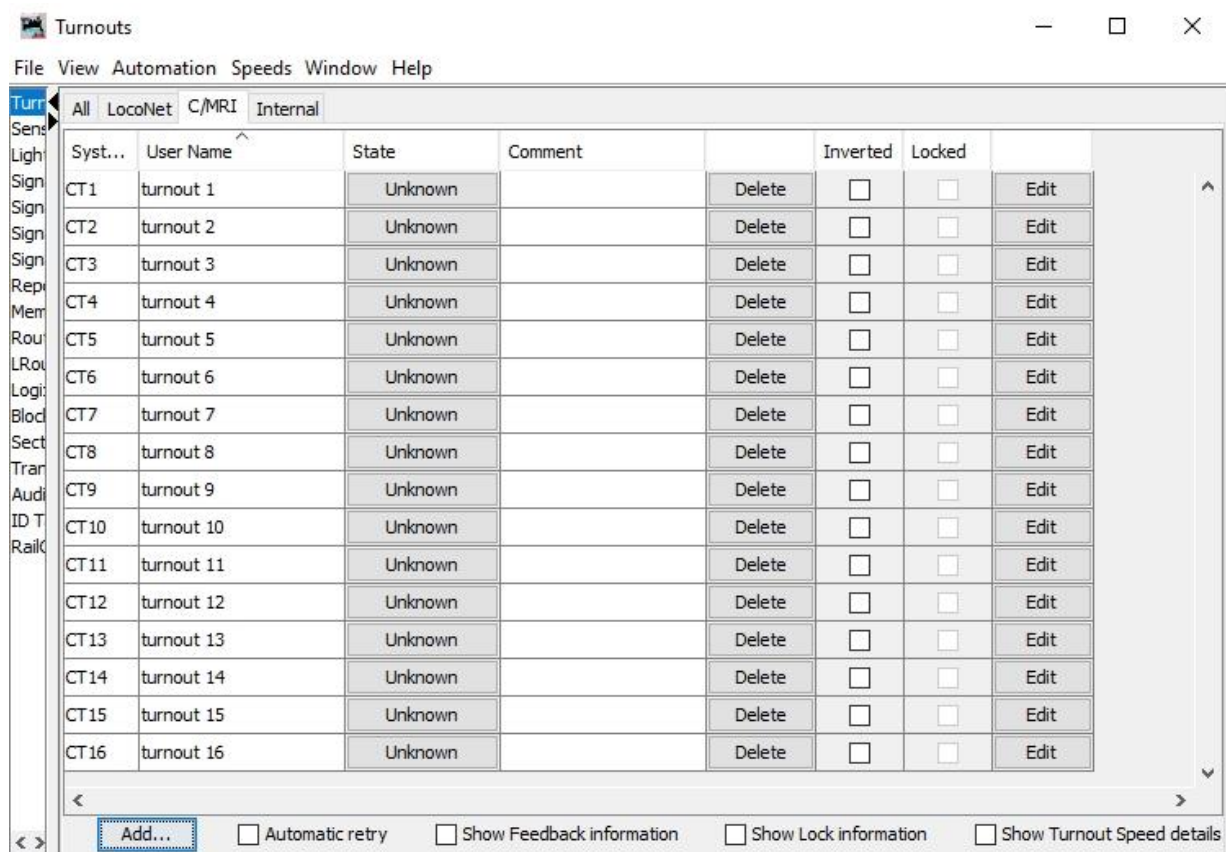 Turnouts
File View Automation Speeds Window Help
Turr
Sens
Light
Sign
Sign
Sign
Sign
Repo
Mem
Rout
LRou
Logi:
Block
Sect
Tran
Audi
ID T
RailC
All LocoNet C/MRI Internal
Syst... User Name State Comment Inverted Locked
CT1 turnout 1 Unknown Delete Edit
CT2 turnout 2 Unknown Delete Edit
CT3 turnout 3 Unknown Delete Edit
CT4 turnout 4 Unknown Delete Edit
CT5 turnout 5 Unknown Delete Edit
CT6 turnout 6 Unknown Delete Edit
CT7 turnout 7 Unknown Delete Edit
CT8 turnout 8 Unknown Delete Edit
CT9 turnout 9 Unknown Delete Edit
CT10 turnout 10 Unknown Delete Edit
CT11 turnout 11 Unknown Delete Edit
CT12 turnout 12 Unknown Delete Edit
CT13 turnout 13 Unknown Delete Edit
CT14 turnout 14 Unknown Delete Edit
CT15 turnout 15 Unknown Delete Edit
CT16 turnout 16 Unknown Delete Edit
Add... Automatic retry Show Feedback information Show Lock information Show Turnout Speed details